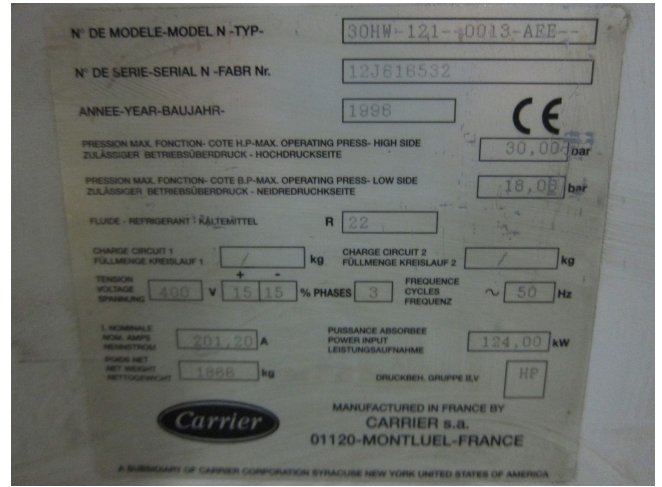 N° DE MODELE-MODEL N -TYP- 30HW-121--0013-AEE--
N° DE SERIE-SERIAL N -FABR Nr. 12J616532
ANNEE-YEAR-BAUJAHR- 1996 CE
PRESSION MAX. FONCTION- COTE H.P-MAX. OPERATING PRESS- HIGH SIDE
ZULÄSSIGER BETRIEBSÜBERDRUCK - HOCHDRUCKSEITE 30,00 bar
PRESSION MAX. FONCTION- COTE B.P-MAX. OPERATING PRESS- LOW SIDE
ZULÄSSIGER BETRIEBSÜBERDRUCK - NEIDREDRUCHKSEITE 18,00 bar
FLUIDE - REFRIGERANT - KÄLTEMITTEL R 22
CHARGE CIRCUIT 1
FÜLLMENGE KREISLAUF 1 / kg
CHARGE CIRCUIT 2
FÜLLMENGE KREISLAUF 2 / kg
TENSION
VOLTAGE
SPANNUNG 400 V + 15 - 15 % PHASES 3
FREQUENCE
CYCLES
FREQUENZ ~ 50 Hz
I. NOMINALE
NOM. AMPS
NENNSTROM 201,20 A
PUISSANCE ABSORBEE
POWER INPUT
LEISTUNGSAUFNAHME 124,00 kW
POIDS NET
NET WEIGHT
NETTOGEWICHT 1866 kg
DRUCKBEH. GRUPPE II,V HP
Carrier
MANUFACTURED IN FRANCE BY
CARRIER s.a.
01120-MONTLUEL-FRANCE
A SUBSIDIARY OF CARRIER CORPORATION SYRACUSE NEW YORK UNITED STATES OF AMERICA